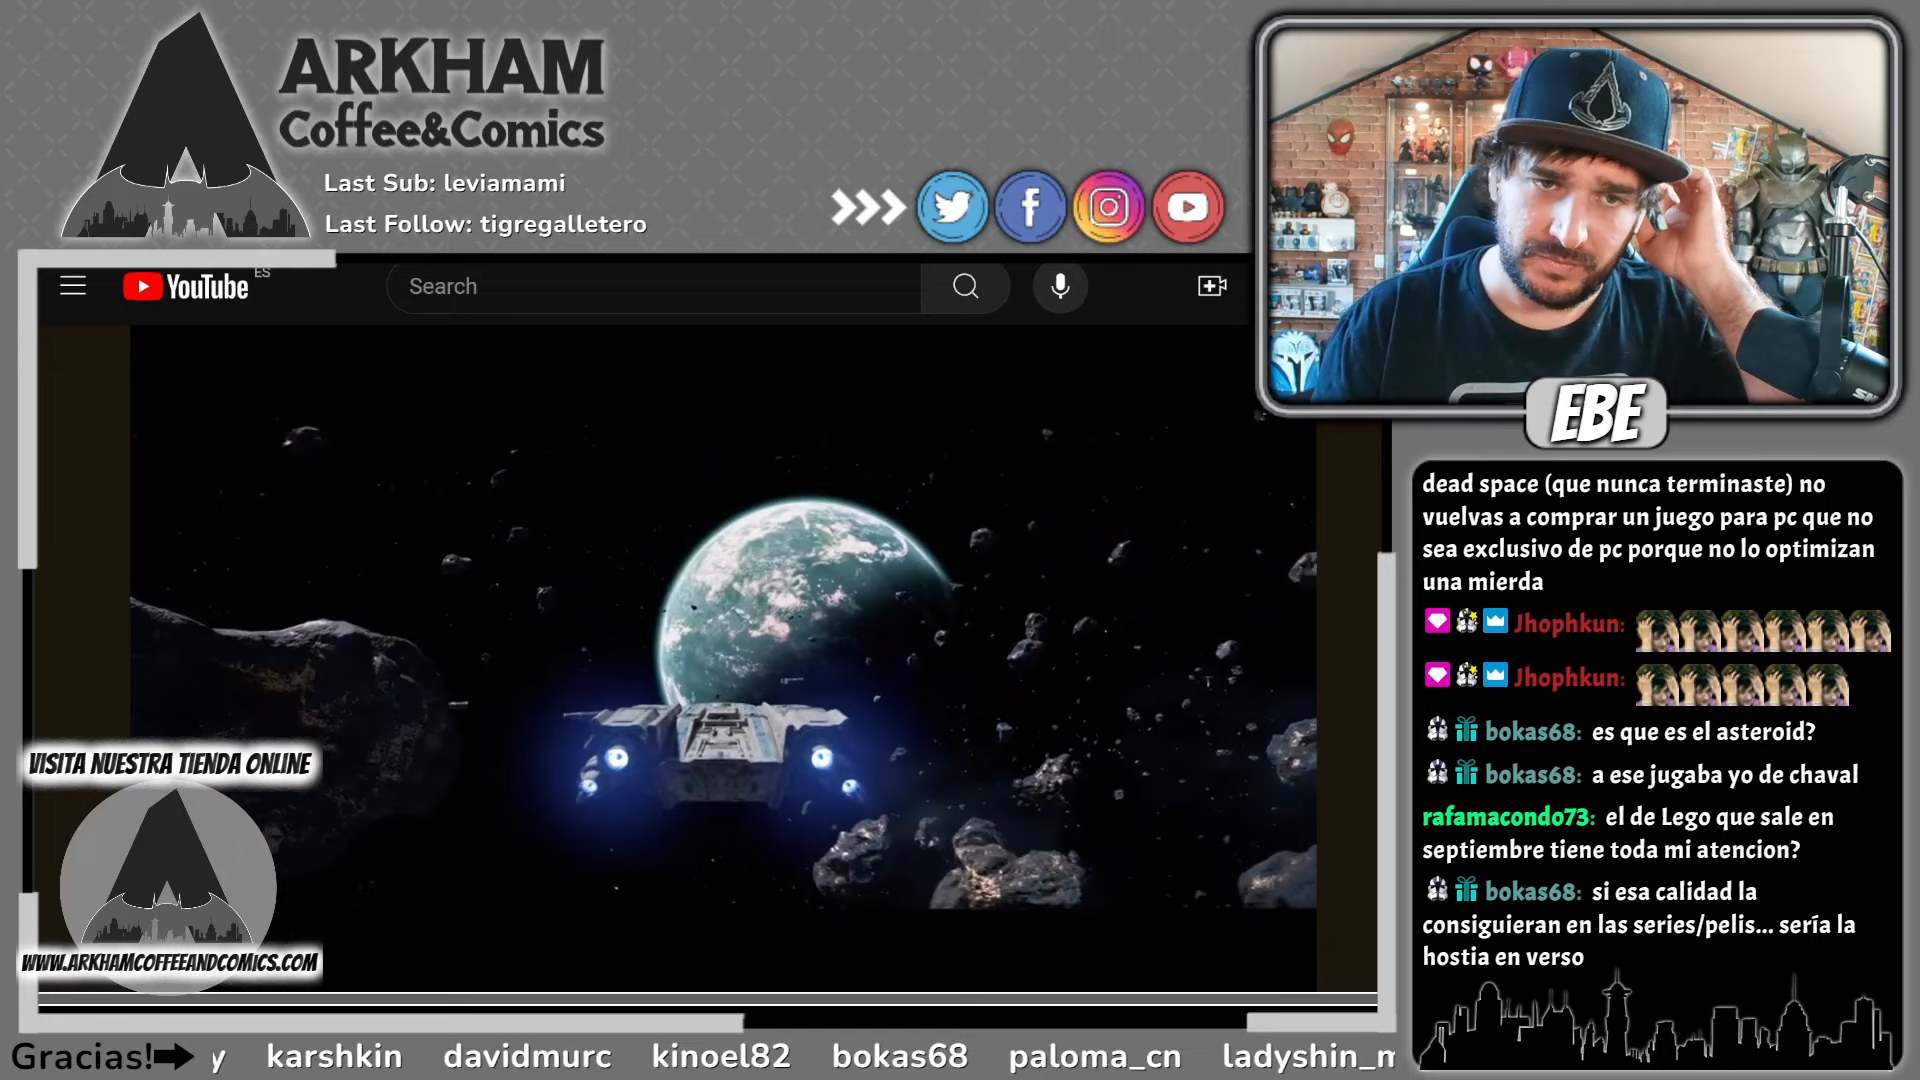 ARKHAM
Coffee&Comics
Last Sub: leviamami
Last Follow: tigregalletero
YouTube
ES
Search
EBE
dead space (que nunca terminaste) no
vuelvas a comprar un juego para pc que no
sea exclusivo de pc porque no lo optimizan
una mierda
Jhophkun:
Jhophkun:
bokas68: es que es el asteroid?
bokas68: a ese jugaba yo de chaval
rafamacondo73: el de Lego que sale en
septiembre tiene toda mi atencion?
bokas68: si esa calidad la
consiguieran en las series/pelis... sería la
hostia en verso
VISITA NUESTRA TIENDA ONLINE
WWW.ARKHAMCOFFEEANDCOMICS.COM
Gracias! y karshkin davidmurc kinoel82 bokas68 paloma_cn ladyshin_m